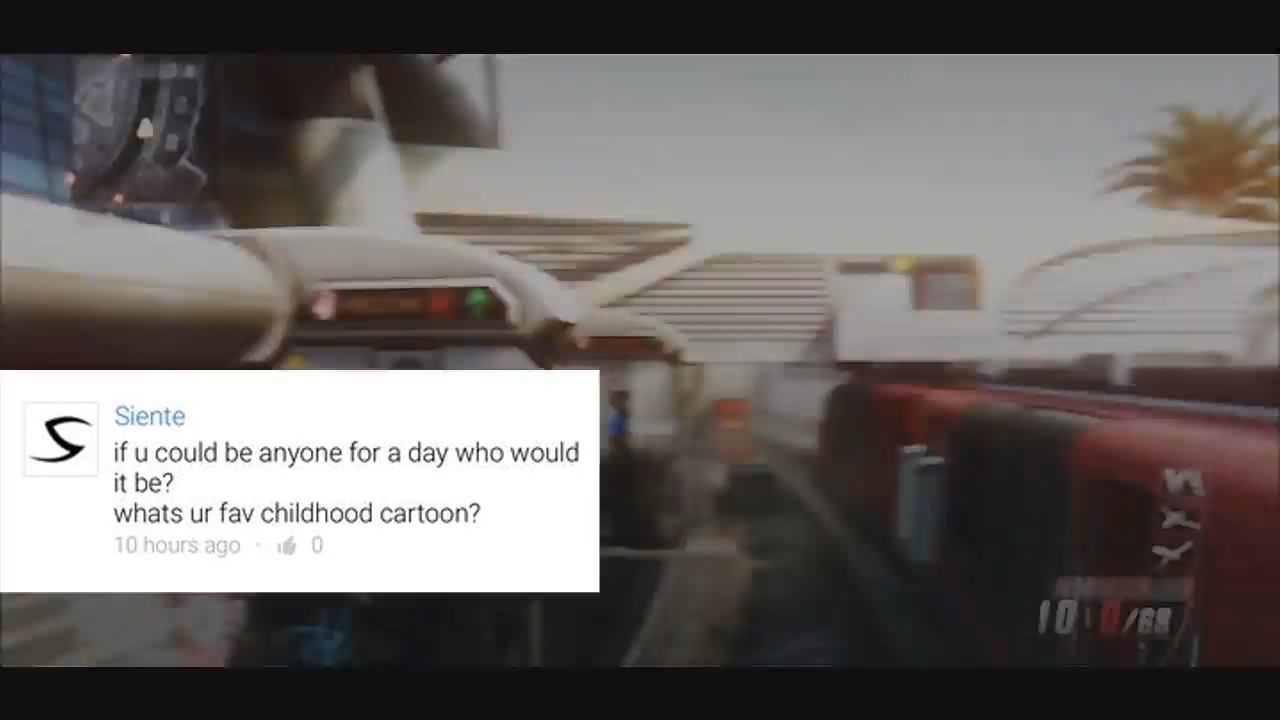 Siente
if u could be anyone for a day who would
it be?
whats ur fav childhood cartoon?
10 hours ago · 0